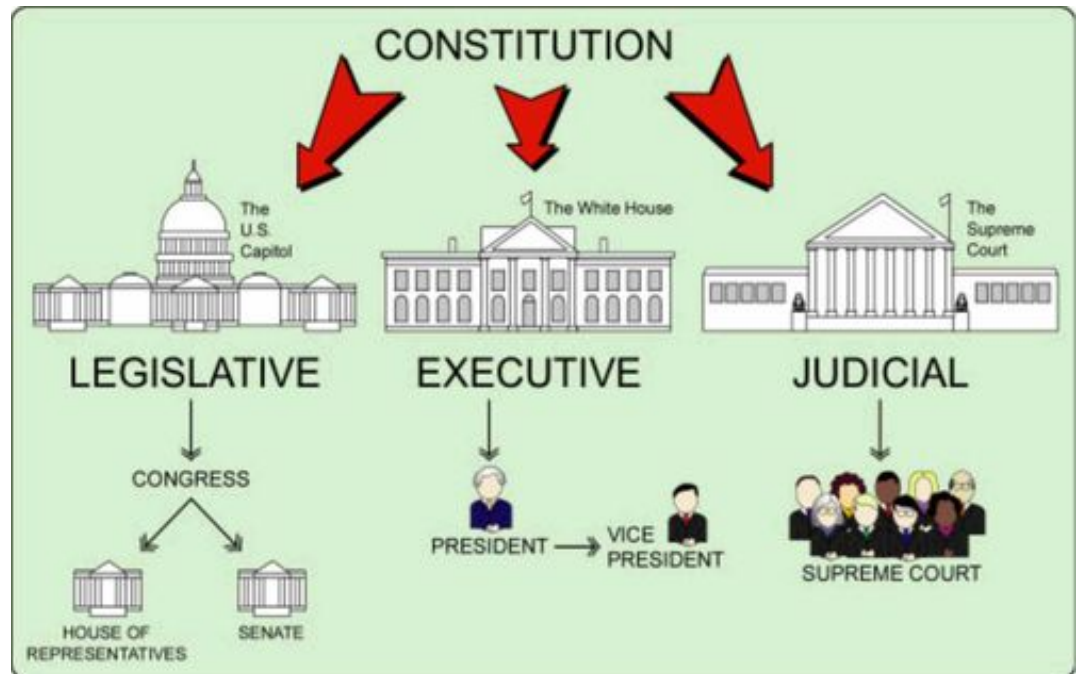 CONSTITUTION
The
U.S.
Capitol
The White House
The
Supreme
Court
LEGISLATIVE
EXECUTIVE
JUDICIAL
CONGRESS
PRESIDENT
VICE
PRESIDENT
SUPREME COURT
HOUSE OF
REPRESENTATIVES
SENATE